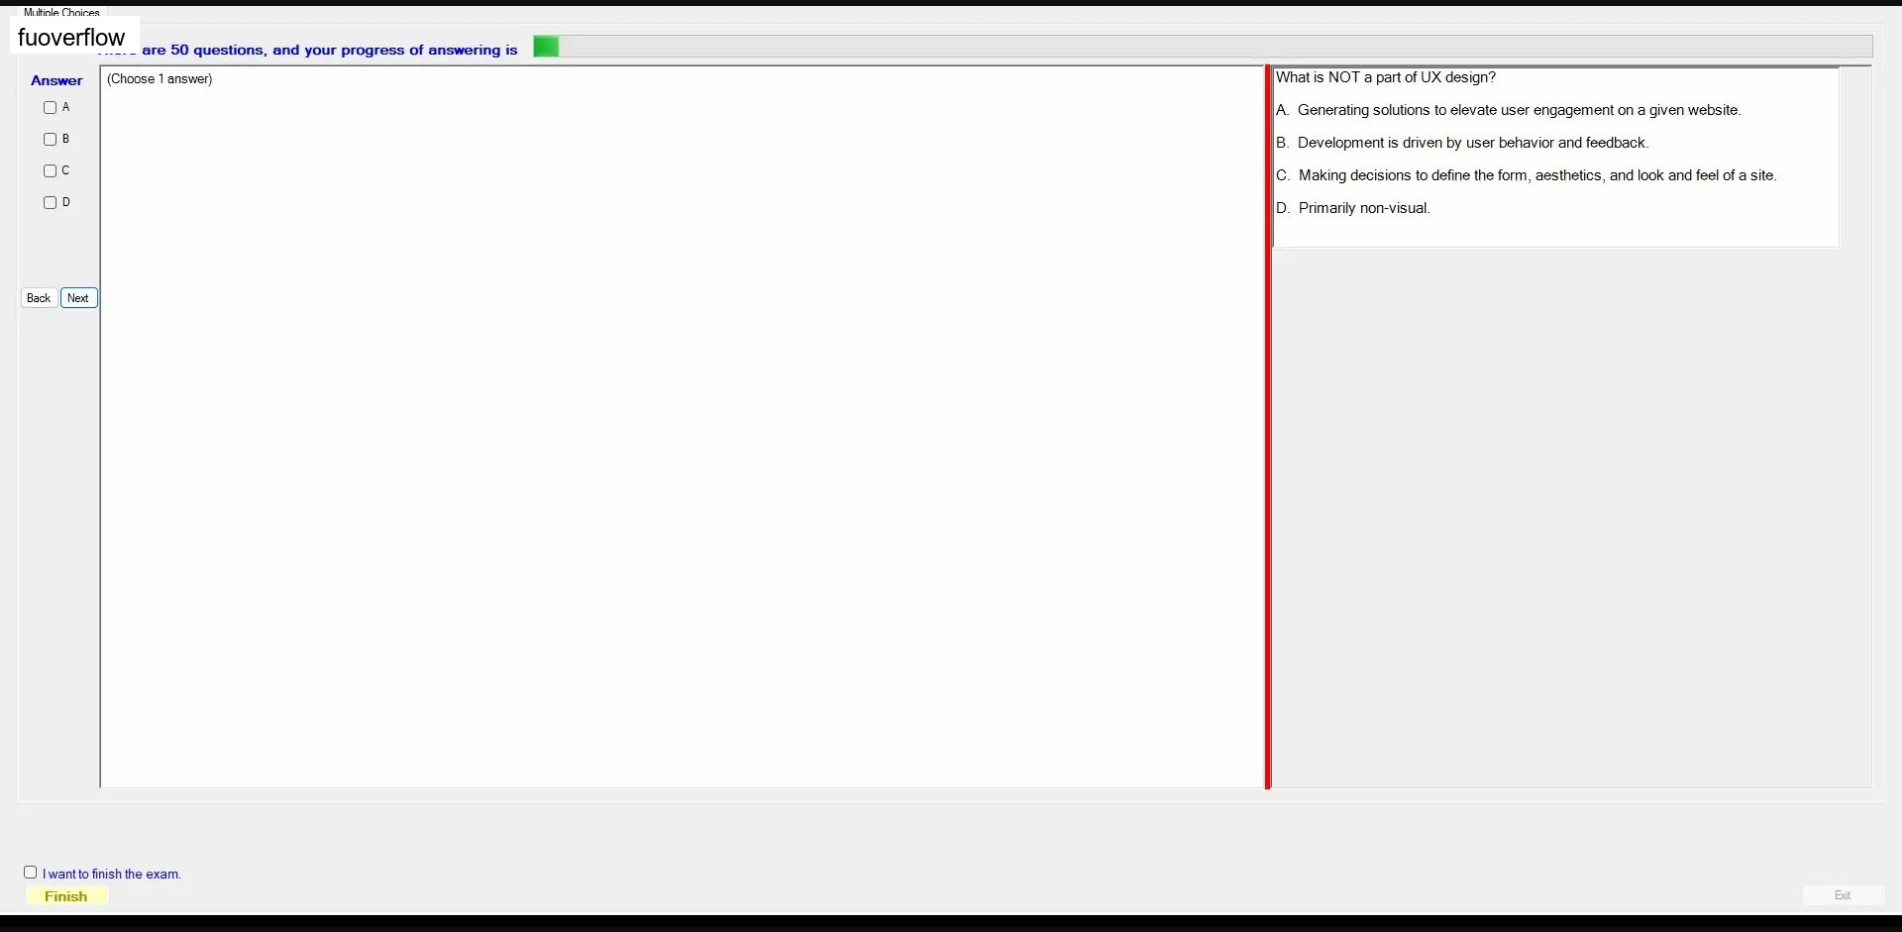 Multiple Choices
fuoverflow
are 50 questions, and your progress of answering is
Answer
(Choose 1 answer)
A
B
C
D
Back Next
What is NOT a part of UX design?
A. Generating solutions to elevate user engagement on a given website.
B. Development is driven by user behavior and feedback.
C. Making decisions to define the form, aesthetics, and look and feel of a site.
D. Primarily non-visual.
I want to finish the exam.
Finish
Exit